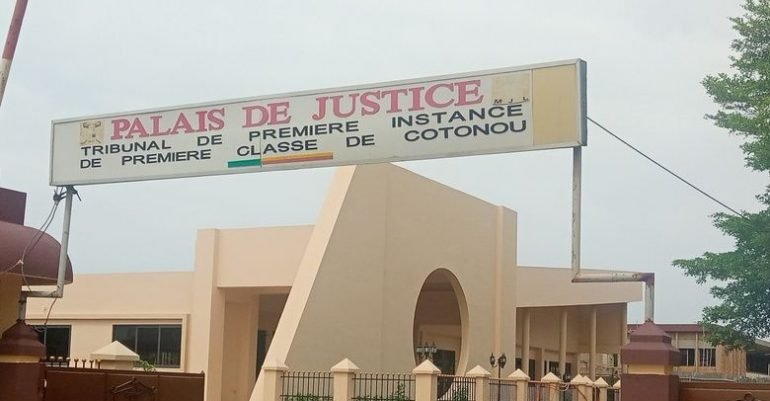 PALAIS DE JUSTICE
M J L
TRIBUNAL DE PREMIERE INSTANCE
DE PREMIERE CLASSE DE COTONOU